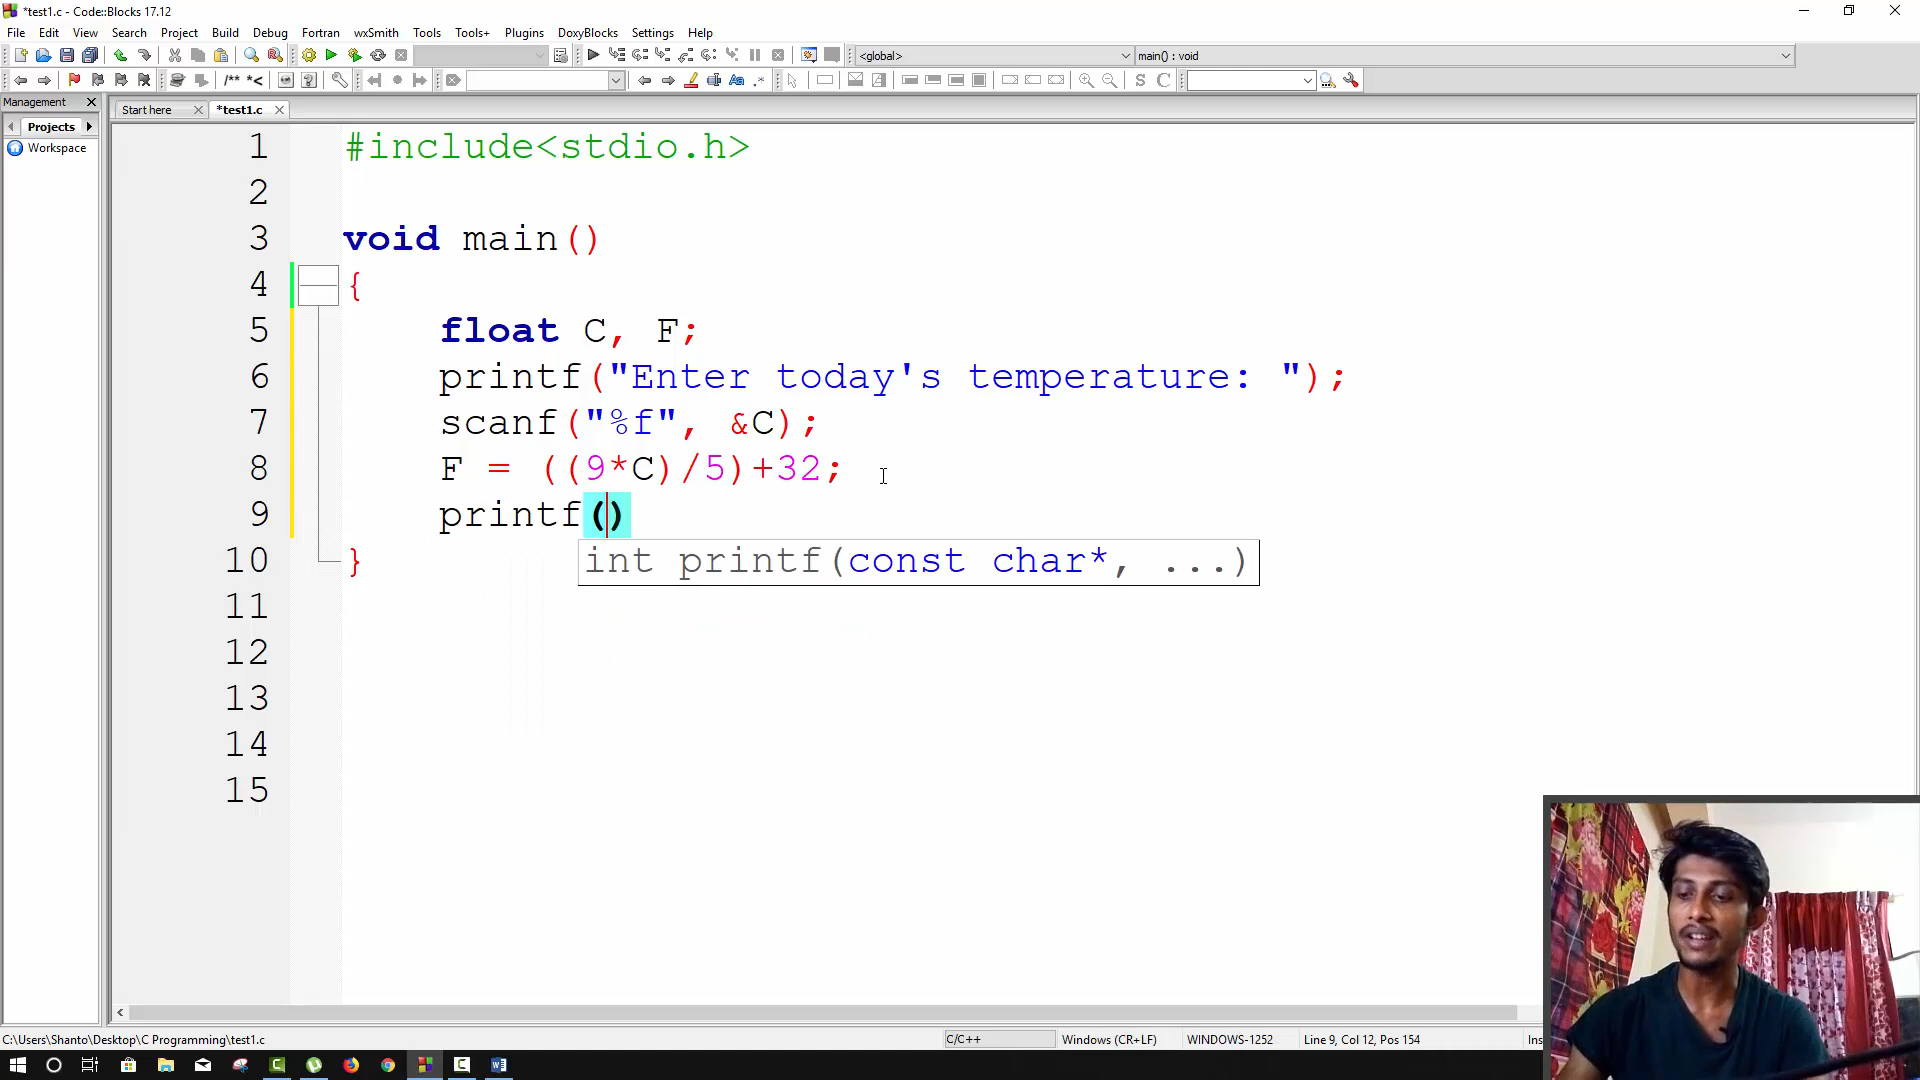 *test1.c - Code::Blocks 17.12
File Edit View Search Project Build Debug Fortran wxSmith Tools Tools+ Plugins DoxyBlocks Settings Help
<global> main() : void
/** *<
Aa .*
S C
Management
Projects
Workspace
Start here *test1.c
1 #include<stdio.h>
2
3 void main()
4 {
5 float C, F;
6 printf("Enter today's temperature: ");
7 scanf("%f", &C);
8 F = ((9*C)/5)+32;
9 printf()
int printf(const char*, ...)
10 }
11
12
13
14
15
C:\Users\Shanto\Desktop\C Programming\test1.c C/C++ Windows (CR+LF) WINDOWS-1252 Line 9, Col 12, Pos 154 Ins